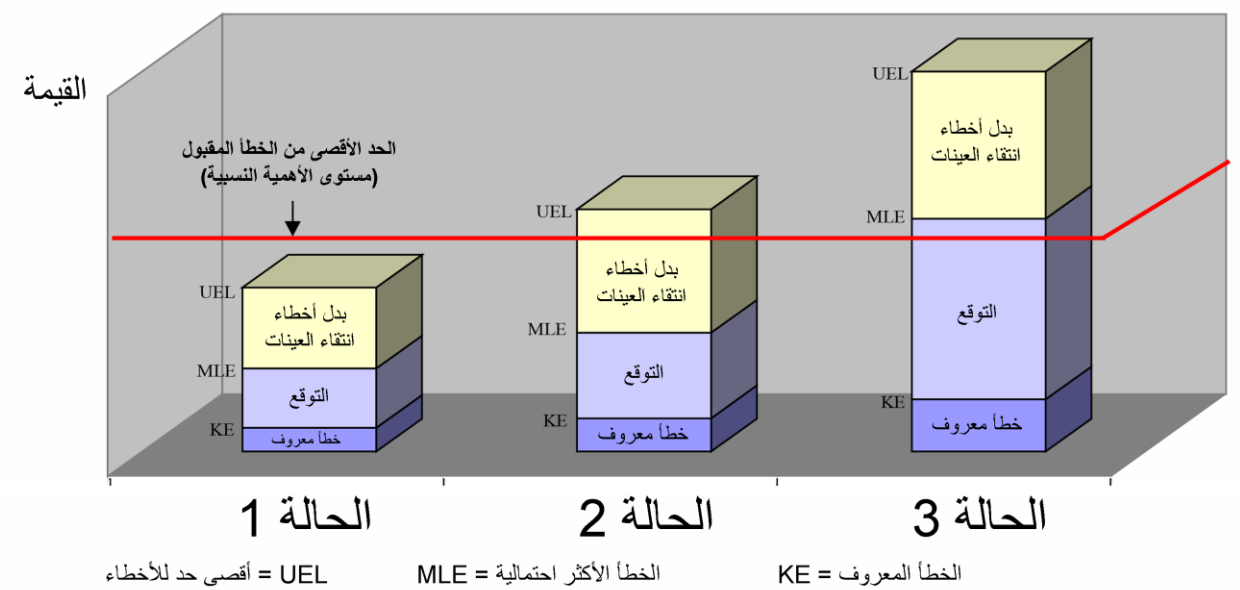 القيمة
الحد الأقصى من الخطأ المقبول
(مستوى الأهمية النسبية)
UEL
بدل أخطاء
انتقاء العينات
MLE
التوقع
KE
خطأ معروف
UEL
بدل أخطاء
انتقاء العينات
MLE
التوقع
KE
خطأ معروف
UEL
بدل أخطاء
انتقاء العينات
MLE
التوقع
KE
خطأ معروف
الحالة 1
الحالة 2
الحالة 3
UEL = أقصى حد للأخطاء
MLE = الخطأ الأكثر احتمالية
KE = الخطأ المعروف